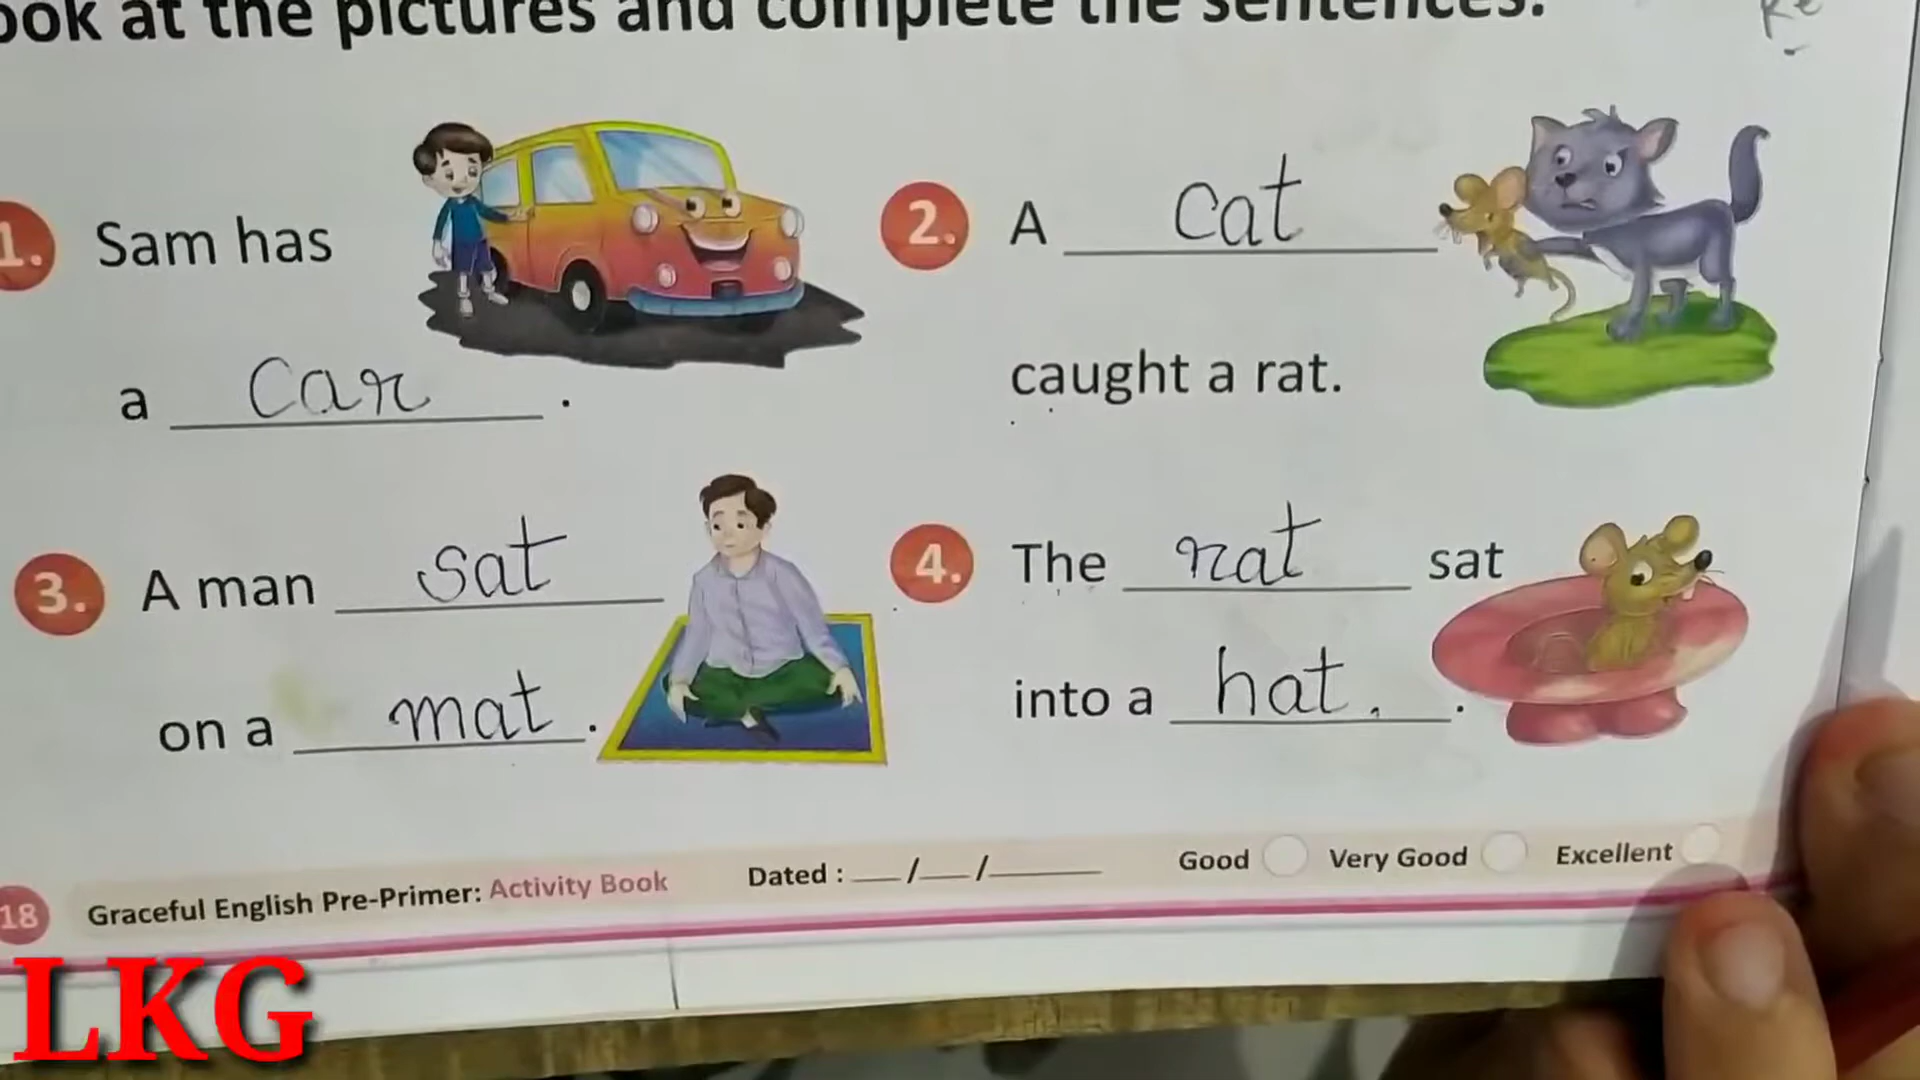 ook at the pictures and complete the sentences.
1. Sam has
a car .
2. A cat
caught a rat.
3. A man sat
on a mat .
4. The rat sat
into a hat. .
18 Graceful English Pre-Primer: Activity Book Dated : __/__/____ Good Very Good Excellent
LKG